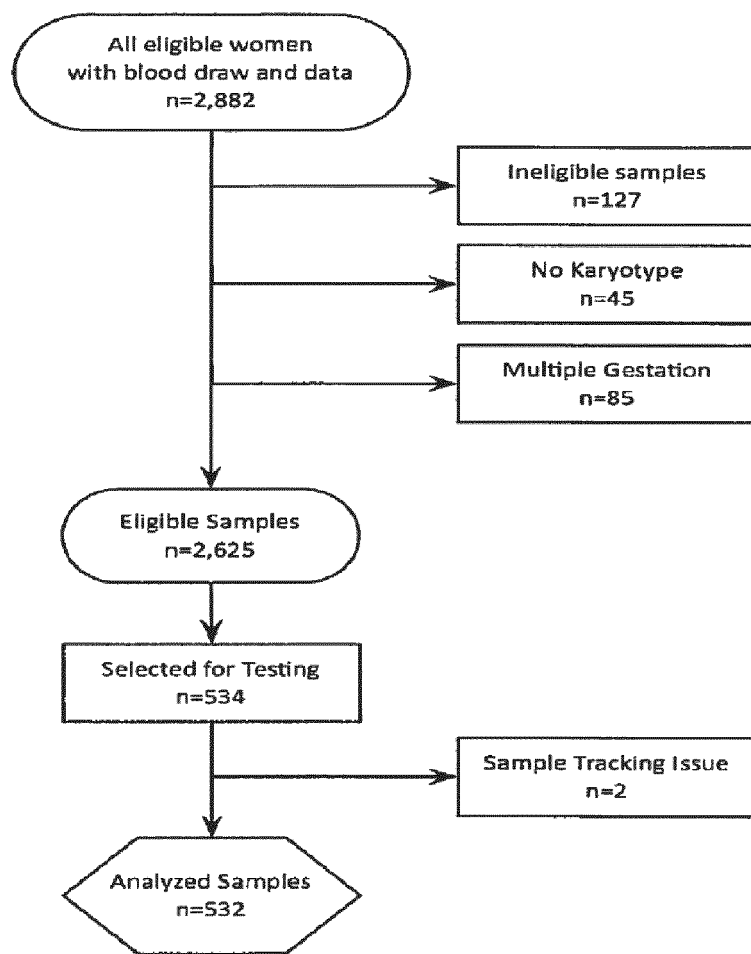 All eligible women
with blood draw and data
n=2,882
Ineligible samples
n=127
No Karyotype
n=45
Multiple Gestation
n=85
Eligible Samples
n=2,625
Selected for Testing
n=534
Sample Tracking Issue
n=2
Analyzed Samples
n=532